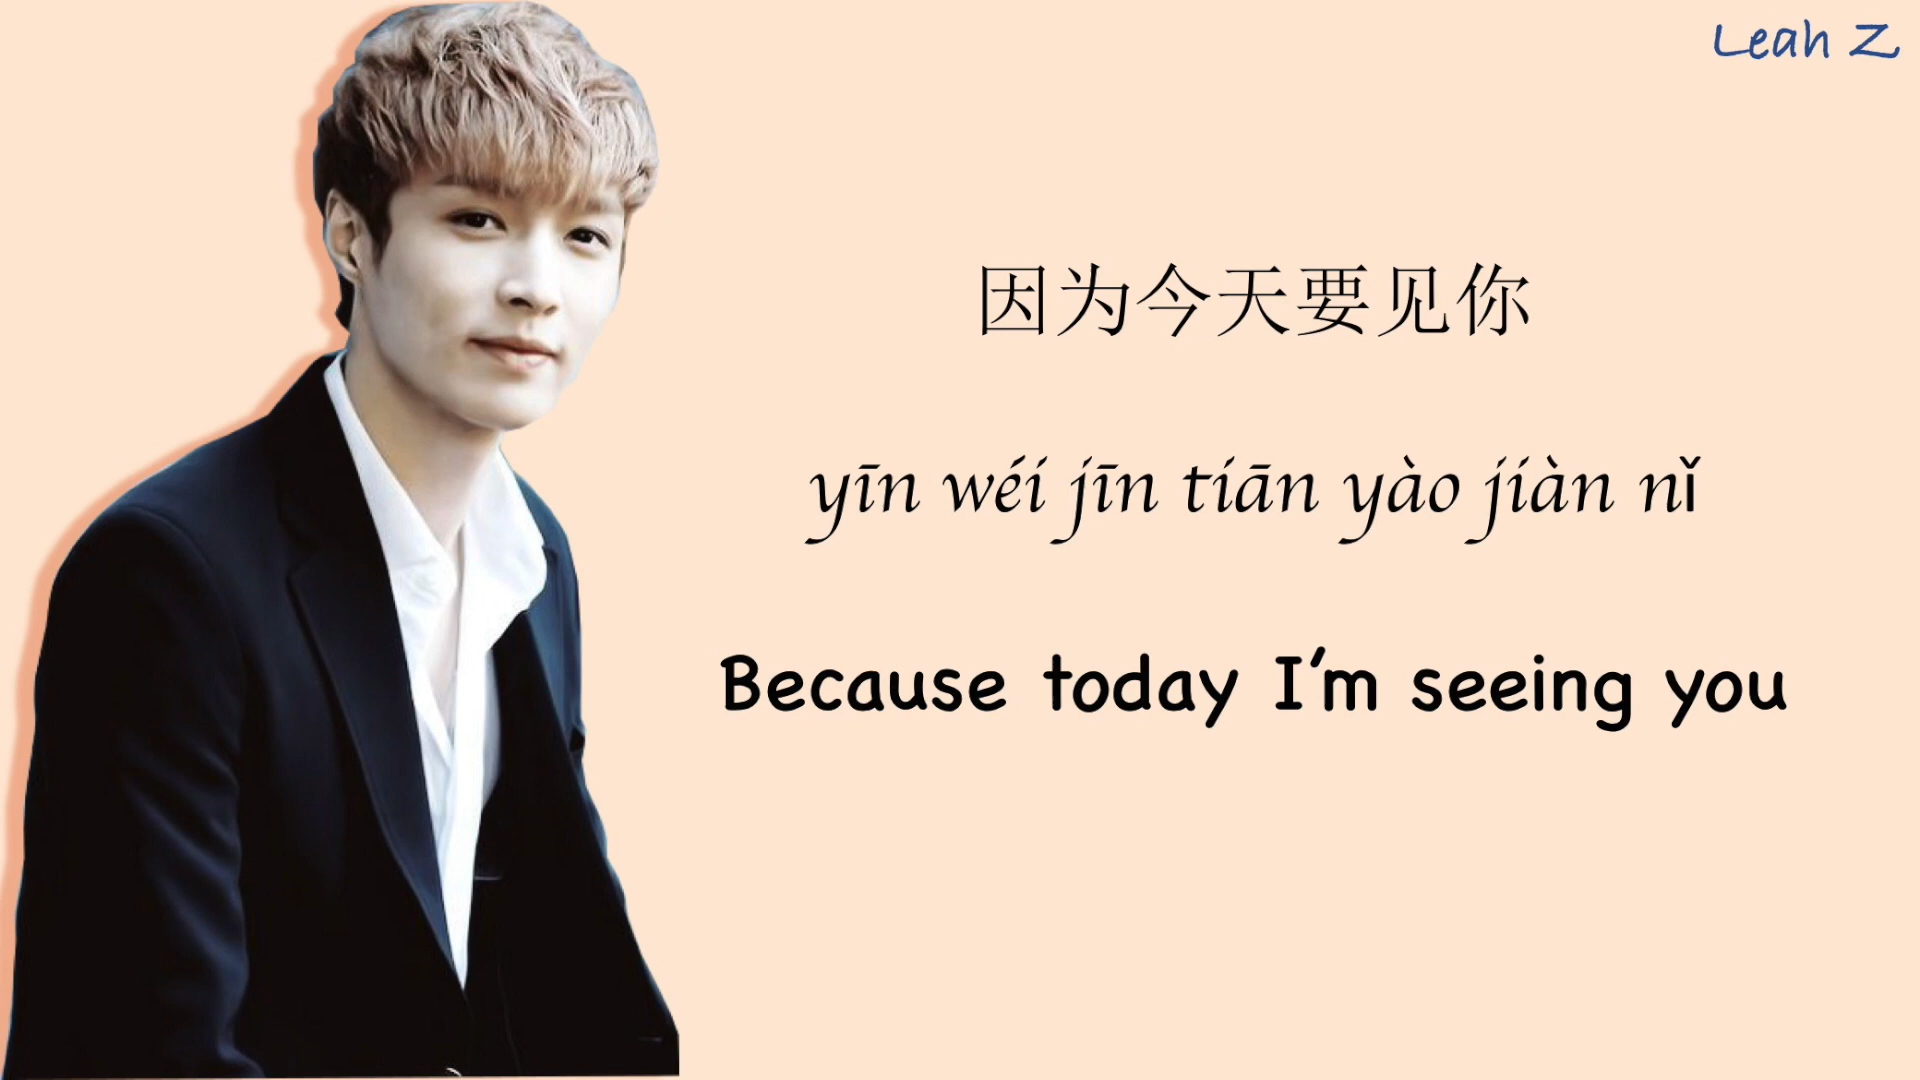 Leah Z
因为今天要见你
yīn wéi jīn tiān yào jiàn nǐ
Because today I’m seeing you